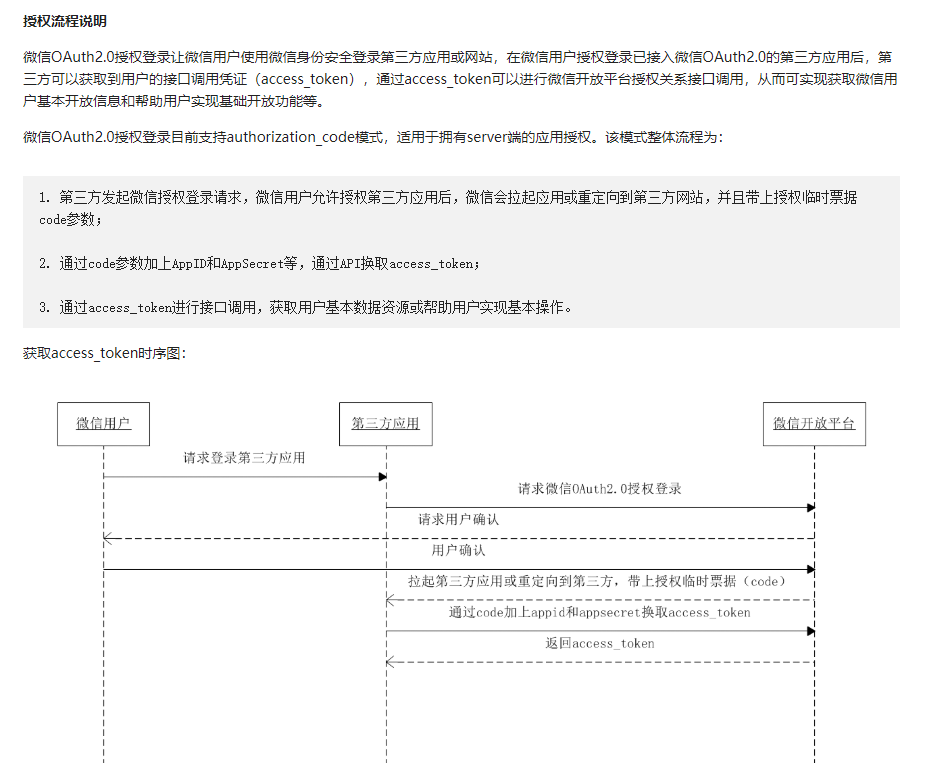 授权流程说明
微信OAuth2.0授权登录让微信用户使用微信身份安全登录第三方应用或网站，在微信用户授权登录已接入微信OAuth2.0的第三方应用后，第
三方可以获取到用户的接口调用凭证（access_token），通过access_token可以进行微信开放平台授权关系接口调用，从而可实现获取微信用
户基本开放信息和帮助用户实现基础开放功能等。
微信OAuth2.0授权登录目前支持authorization_code模式，适用于拥有server端的应用授权。该模式整体流程为：
1. 第三方发起微信授权登录请求，微信用户允许授权第三方应用后，微信会拉起应用或重定向到第三方网站，并且带上授权临时票据
code参数；
2. 通过code参数加上AppID和AppSecret等，通过API换取access_token；
3. 通过access_token进行接口调用，获取用户基本数据资源或帮助用户实现基本操作。
获取access_token时序图：
微信用户
第三方应用
微信开放平台
请求登录第三方应用
请求微信OAuth2.0授权登录
请求用户确认
用户确认
拉起第三方应用或重定向到第三方，带上授权临时票据（code）
通过code加上appid和appsecret换取access_token
返回access_token